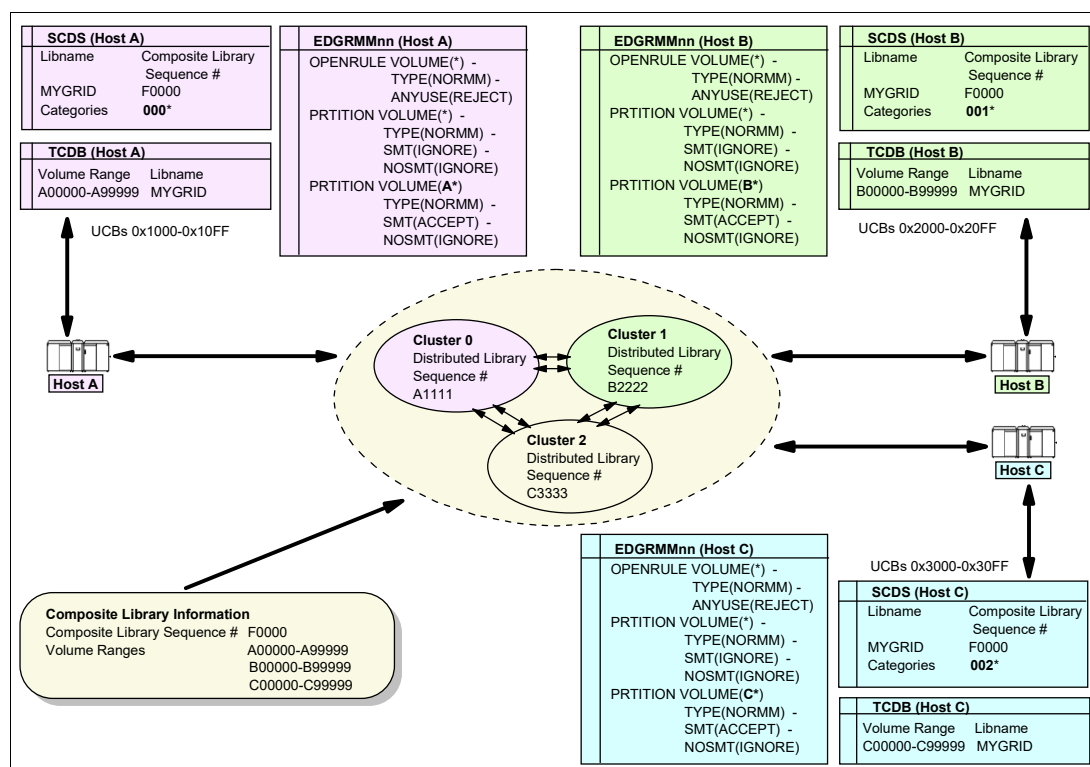 SCDS (Host A)
Libname Composite Library
Sequence #
MYGRID F0000
Categories 000*
TCDB (Host A)
Volume Range Libname
A00000-A99999 MYGRID
UCBs 0x1000-0x10FF
EDGRMMnn (Host A)
OPENRULE VOLUME(*) -
TYPE(NORMM) -
ANYUSE(REJECT)
PRTITION VOLUME(*) -
TYPE(NORMM) -
SMT(IGNORE) -
NOSMT(IGNORE)
PRTITION VOLUME(A*)
TYPE(NORMM) -
SMT(ACCEPT) -
NOSMT(IGNORE)
EDGRMMnn (Host B)
OPENRULE VOLUME(*) -
TYPE(NORMM) -
ANYUSE(REJECT)
PRTITION VOLUME(*) -
TYPE(NORMM) -
SMT(IGNORE) -
NOSMT(IGNORE)
PRTITION VOLUME(B*)
TYPE(NORMM) -
SMT(ACCEPT) -
NOSMT(IGNORE)
SCDS (Host B)
Libname Composite Library
Sequence #
MYGRID F0000
Categories 001*
TCDB (Host B)
Volume Range Libname
B00000-B99999 MYGRID
UCBs 0x2000-0x20FF
Host A
Cluster 0
Distributed Library
Sequence #
A1111
Cluster 1
Distributed Library
Sequence #
B2222
Cluster 2
Distributed Library
Sequence #
C3333
Host B
Host C
Composite Library Information
Composite Library Sequence # F0000
Volume Ranges A00000-A99999
B00000-B99999
C00000-C99999
EDGRMMnn (Host C)
OPENRULE VOLUME(*) -
TYPE(NORMM) -
ANYUSE(REJECT)
PRTITION VOLUME(*) -
TYPE(NORMM) -
SMT(IGNORE) -
NOSMT(IGNORE)
PRTITION VOLUME(C*)
TYPE(NORMM) -
SMT(ACCEPT) -
NOSMT(IGNORE)
UCBs 0x3000-0x30FF
SCDS (Host C)
Libname Composite Library
Sequence #
MYGRID F0000
Categories 002*
TCDB (Host C)
Volume Range Libname
C00000-C99999 MYGRID